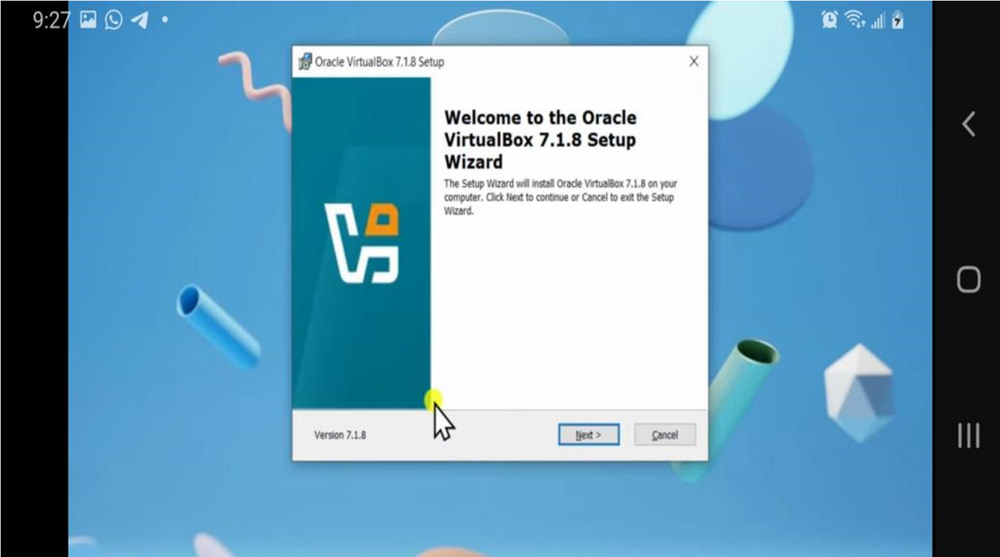 9:27
Oracle VirtualBox 7.1.8 Setup
Welcome to the Oracle
VirtualBox 7.1.8 Setup
Wizard
The Setup Wizard will install Oracle VirtualBox 7.1.8 on your
computer. Click Next to continue or Cancel to exit the Setup
Wizard.
Version 7.1.8
Next >
Cancel